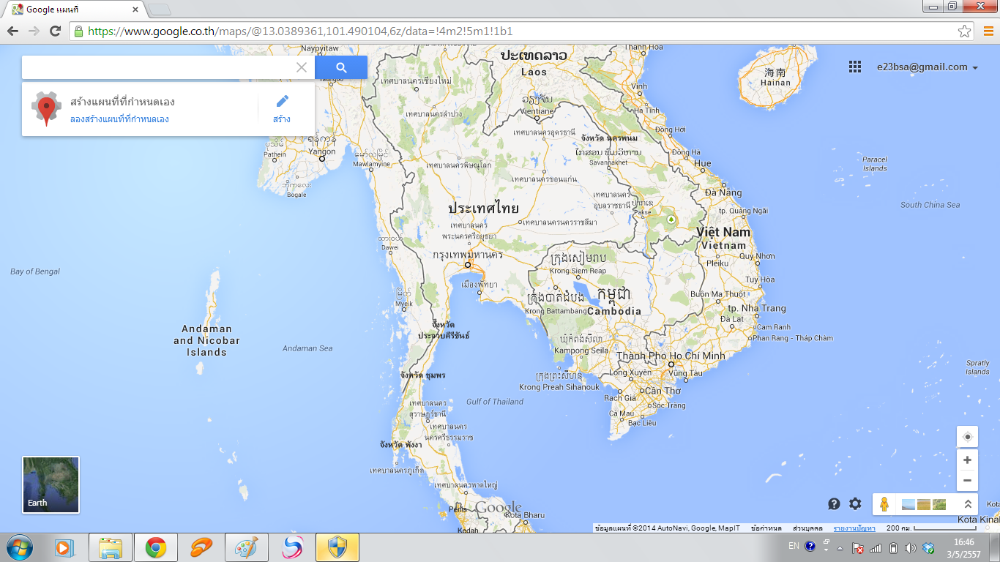 Google แผนที่
https://www.google.co.th/maps/@13.0389361,101.490104,6z/data=!4m2!5m1!1b1
e23bsa@gmail.com
สร้างแผนที่ที่กำหนดเอง
ลองสร้างแผนที่ที่กำหนดเอง
สร้าง
Naypyitaw
ປະເທດລາວ
Laos
Thanh Hoa
海南
Hainan
เทศบาลนครเชียงใหม่
Vinh
ວຽງຈັນ
Vientiane
Hà Tĩnh
เทศบาลนครลำปาง
Đồng Hới
เทศบาลนครอุดรธานี
จังหวัด นครพนม
ရန်ကုန်
Yangon
ပုသိမ်
Pathein
မော်လမြိုင်
Mawlamyine
Savannakhet
Đông Hà
Hue
Paracel
Islands
เทศบาลนครพิษณุโลก
เทศบาลนครขอนแก่น
ဘိုကလေး
Bogale
Đà Nẵng
เทศบาลนคร
อุบลราชธานี
ປາກເຊ
Pakse
South China Sea
ประเทศไทย
tp. Quảng Ngãi
เทศบาลนครนครราชสีมา
เทศบาลนคร
พระนครศรีอยุธยา
Việt Nam
Vietnam
ထားဝယ်
Dawei
กรุงเทพมหานคร
ក្រុងសៀមរាប
Krong Siem Reap
Quy Nhơn
Pleiku
Bay of Bengal
เมืองพัทยา
Tuy Hòa
မြိတ်
Myeik
ក្រុងបាត់ដំបង
Krong Battambang
កម្ពុជា
Cambodia
Buôn Ma Thuột
tp. Nha Trang
Đà Lạt
Cam Ranh
Phan Rang - Tháp Chàm
Andaman
and Nicobar
Islands
Andaman Sea
จังหวัด
ประจวบคีรีขันธ์
ឃុំកំពង់សីលា
Kampong Seila
Thành Pho Ho Chí Minh
Spratly
Islands
จังหวัด ชุมพร
ក្រុងព្រះសីហនុ
Krong Preah Sihanouk
Long Xuyên
Vũng Tàu
Rach Giá
Cần Thơ
Gulf of Thailand
Sóc Trăng
เทศบาลนคร
สุราษฎร์ธานี
Cà Mau
Bạc Liêu
เทศบาลนคร
นครศรีธรรมราช
จังหวัด พังงา
เทศบาลนครภูเก็ต
เทศบาลนครหาดใหญ่
Earth
Perlis
Google
Kota Bharu
Kedah
Kota
Kota Kina
ข้อมูลแผนที่ ©2014 AutoNavi, Google, MapIT
ข้อกำหนด
ส่วนบุคคล
รายงานปัญหา
200 กม.
EN
16:46
3/5/2557